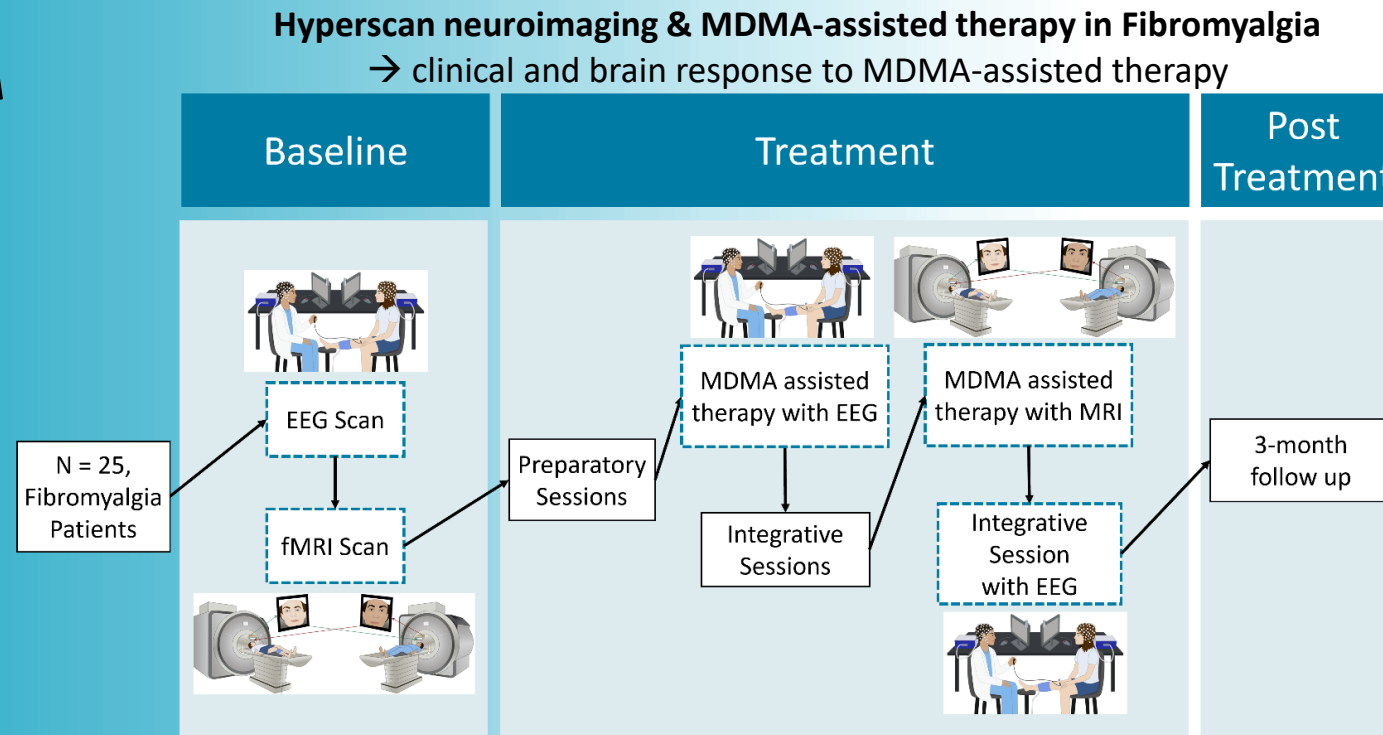 Hyperscan neuroimaging & MDMA-assisted therapy in Fibromyalgia
→ clinical and brain response to MDMA-assisted therapy
Baseline
Treatment
Post
Treatment
N = 25,
Fibromyalgia
Patients
EEG Scan
fMRI Scan
Preparatory
Sessions
MDMA assisted
therapy with EEG
Integrative
Sessions
MDMA assisted
therapy with MRI
Integrative
Session
with EEG
3-month
follow up